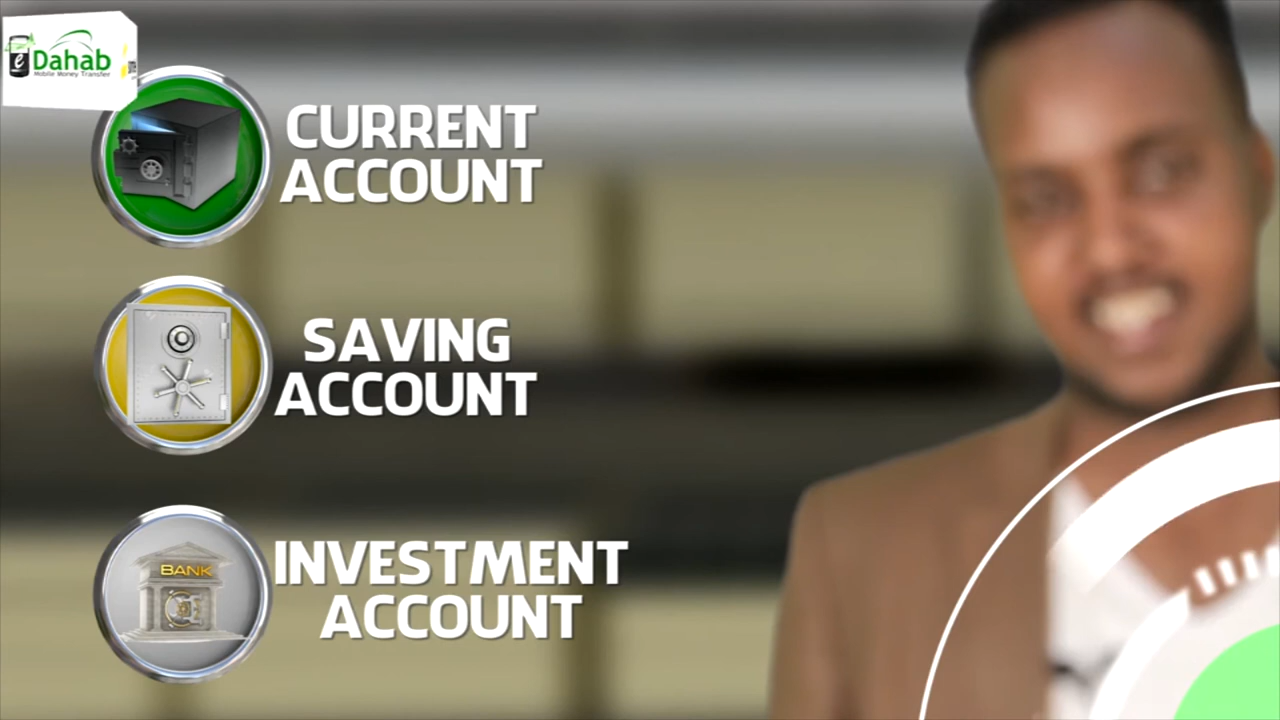 eDahab
Mobile Money Transfer
CURRENT
ACCOUNT
SAVING
ACCOUNT
BANK
INVESTMENT
ACCOUNT